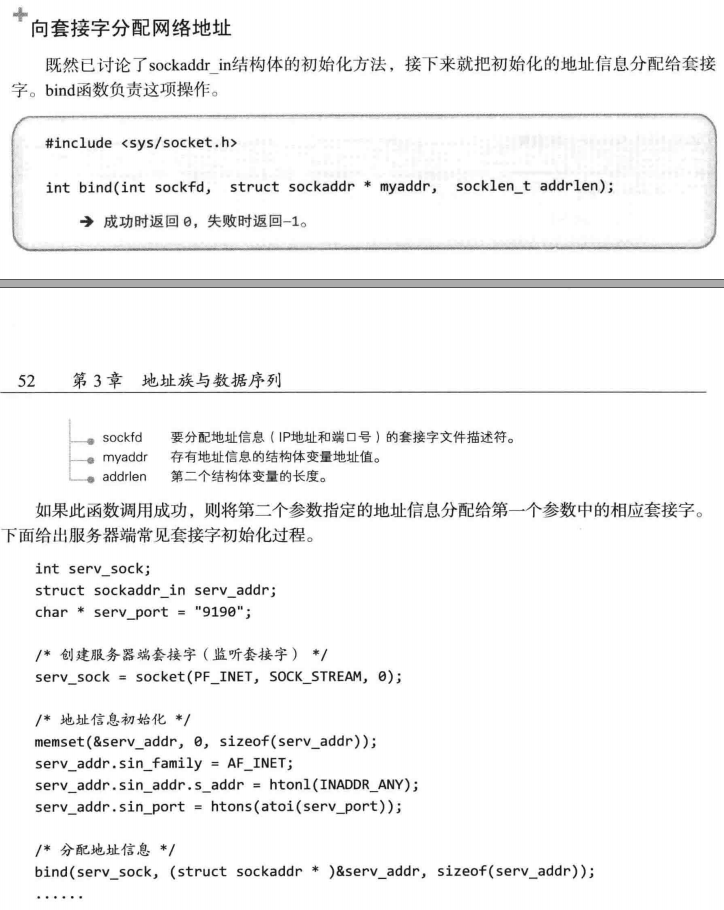 向套接字分配网络地址
既然已讨论了sockaddr_in结构体的初始化方法，接下来就把初始化的地址信息分配给套接
字。bind函数负责这项操作。
#include <sys/socket.h>
int bind(int sockfd, struct sockaddr * myaddr, socklen_t addrlen);
➔ 成功时返回 0，失败时返回-1。
52 第 3 章 地址族与数据序列
sockfd 要分配地址信息（IP地址和端口号）的套接字文件描述符。
myaddr 存有地址信息的结构体变量地址值。
addrlen 第二个结构体变量的长度。
如果此函数调用成功，则将第二个参数指定的地址信息分配给第一个参数中的相应套接字。
下面给出服务器端常见套接字初始化过程。
int serv_sock;
struct sockaddr_in serv_addr;
char * serv_port = "9190";
/* 创建服务器端套接字（监听套接字） */
serv_sock = socket(PF_INET, SOCK_STREAM, 0);
/* 地址信息初始化 */
memset(&serv_addr, 0, sizeof(serv_addr));
serv_addr.sin_family = AF_INET;
serv_addr.sin_addr.s_addr = htonl(INADDR_ANY);
serv_addr.sin_port = htons(atoi(serv_port));
/* 分配地址信息 */
bind(serv_sock, (struct sockaddr * )&serv_addr, sizeof(serv_addr));
......